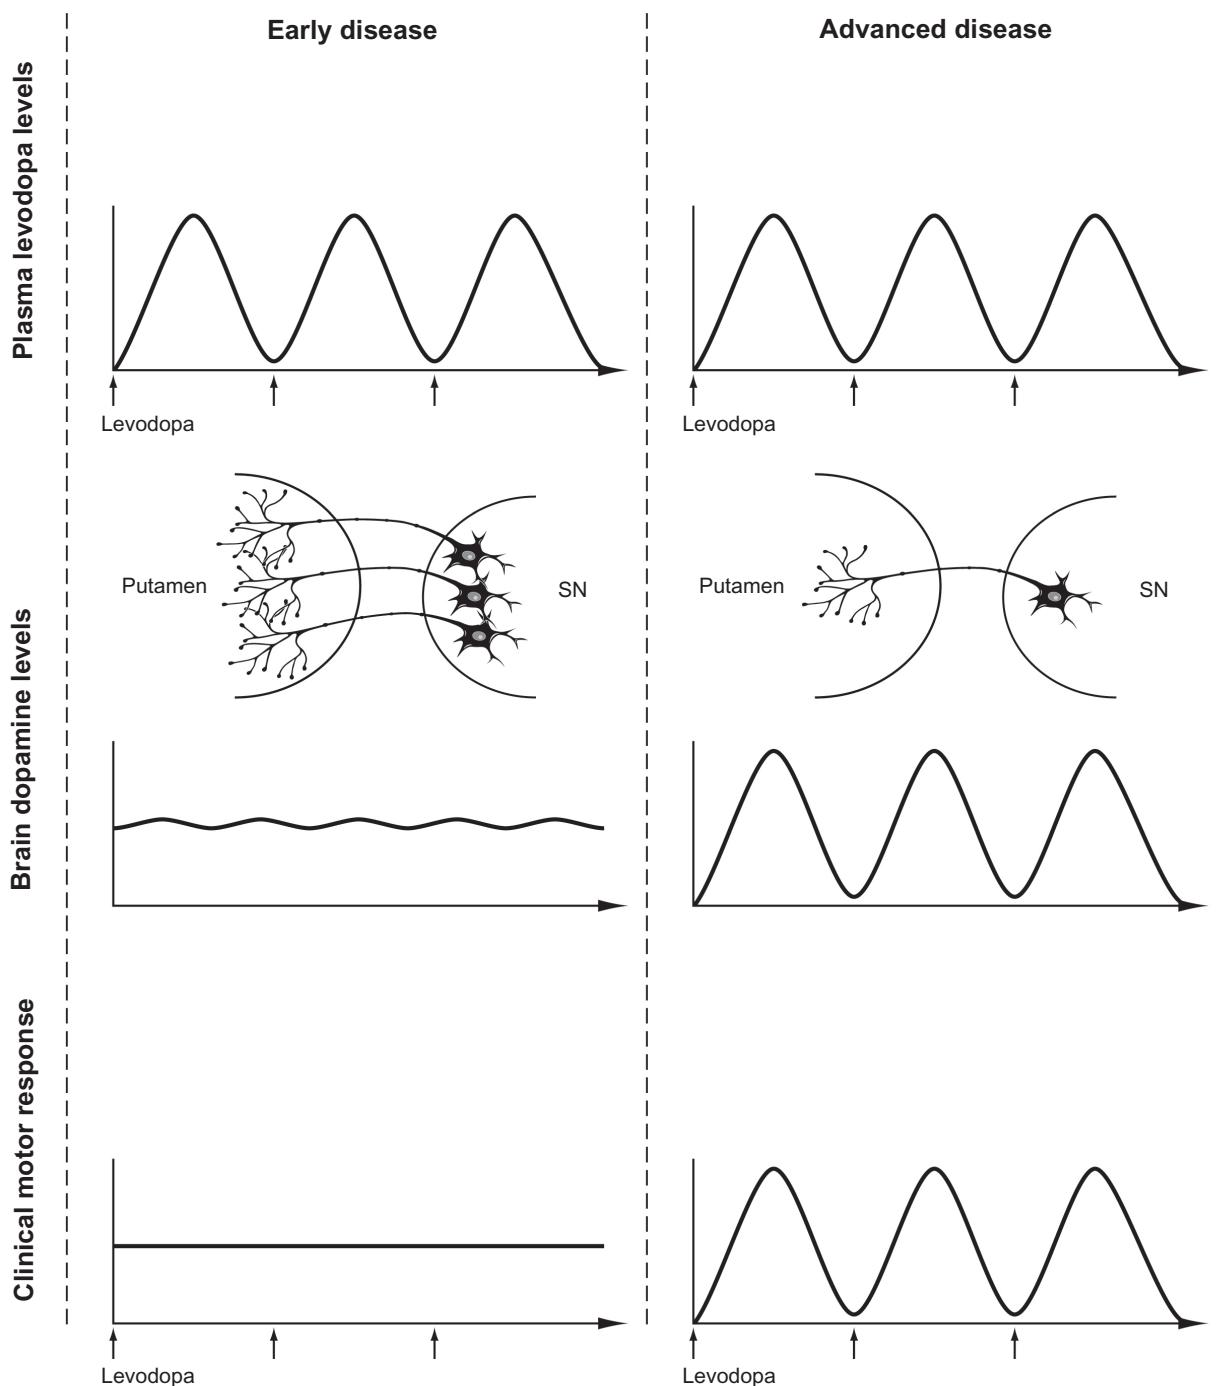 Early disease
Advanced disease
Plasma levodopa levels
Levodopa
Levodopa
Brain dopamine levels
Putamen
SN
Putamen
SN
Clinical motor response
Levodopa
Levodopa